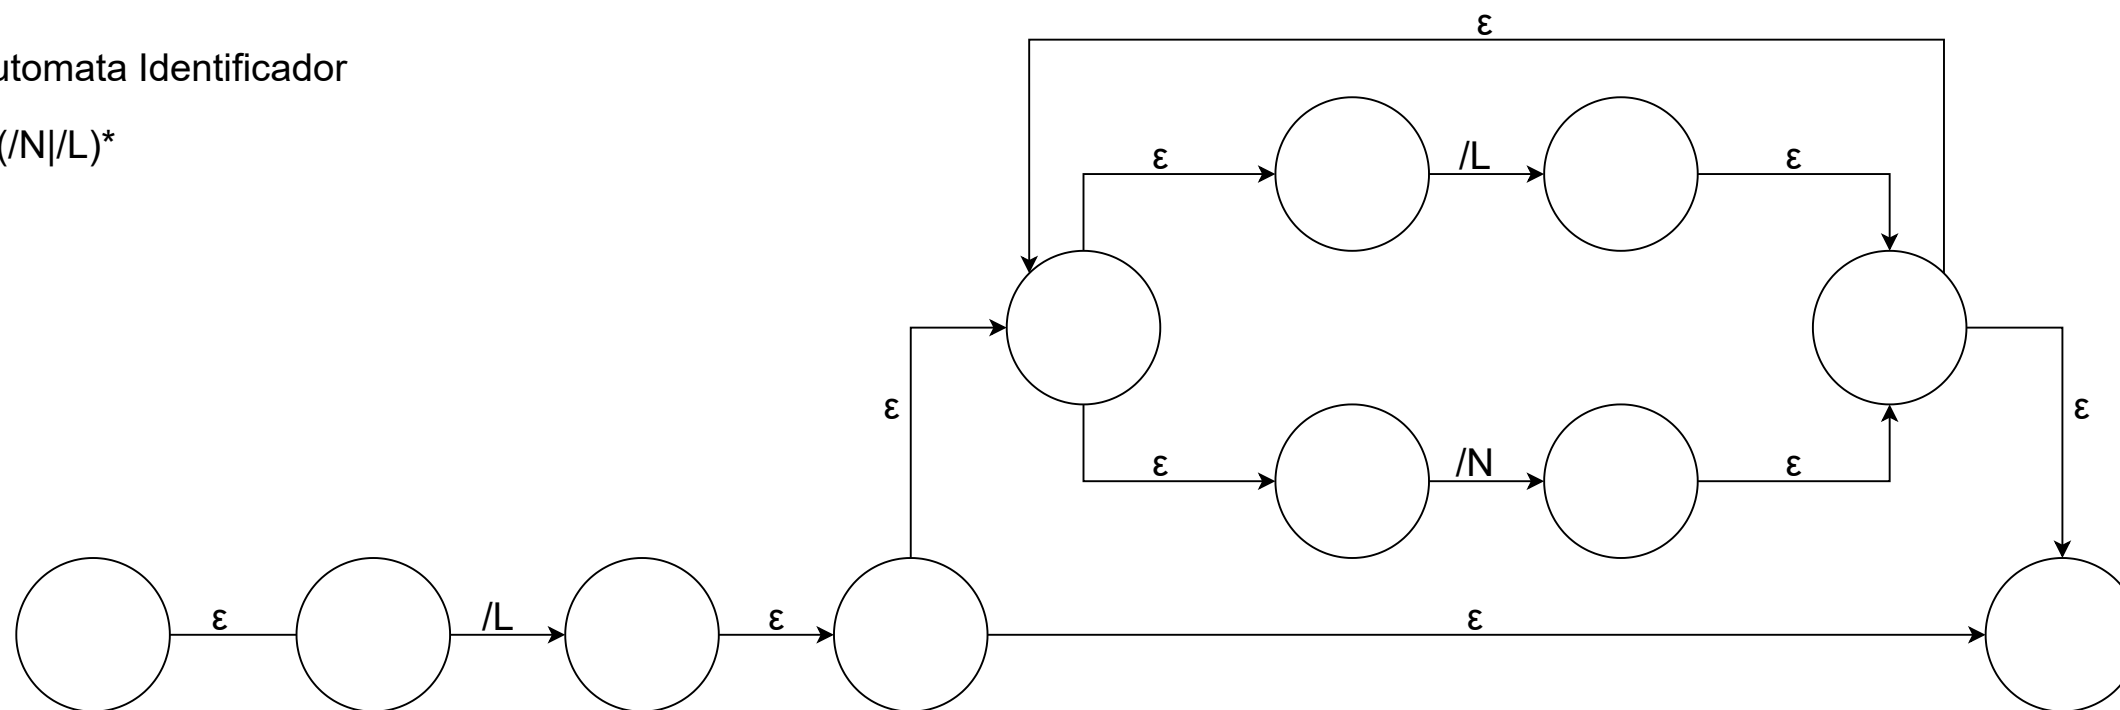 utomata Identificador
(/N|/L)*
ε
ε
/L
ε
ε
ε
ε
/N
ε
ε
/L
ε
ε